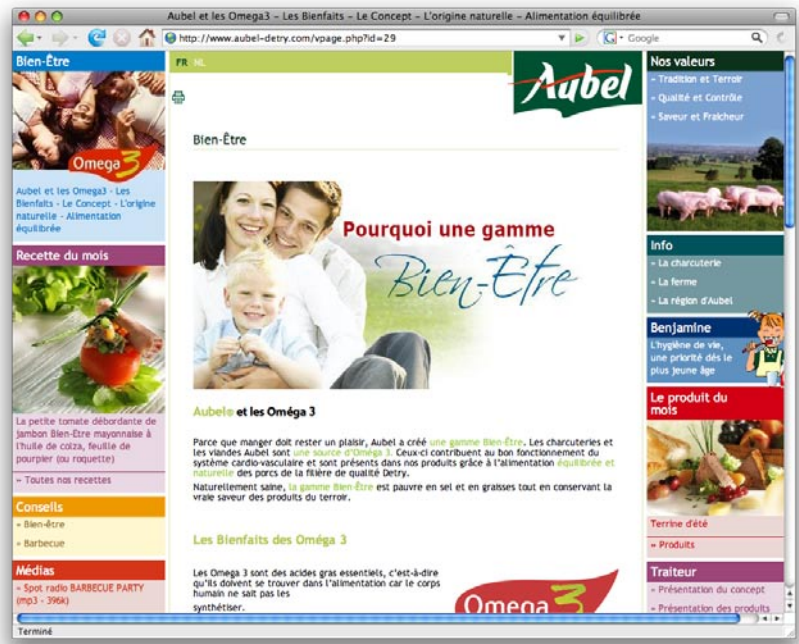 Aubel et les Omega3 - Les Bienfaits - Le Concept - L'origine naturelle - Alimentation équilibrée
http://www.aubel-detry.com/vpage.php?id=29
Google
Bien-Être
Omega 3
Aubel et les Omega3 - Les
Bienfaits - Le Concept - L'origine
naturelle - Alimentation
équilibrée
Recette du mois
La petite tomate débordante de
jambon Bien-Etre mayonnaise à
l'huile de colza, feuille de
pourpier (ou roquette)
» Toutes nos recettes
Conseils
» Bien-être
» Barbecue
Médias
» Spot radio BARBECUE PARTY
(mp3 - 396k)
FR NL
Aubel
Bien-Être
Pourquoi une gamme
Bien-Être
Aubel® et les Oméga 3
Parce que manger doit rester un plaisir, Aubel a créé une gamme Bien-Être. Les charcuteries et
les viandes Aubel sont une source d'Oméga 3. Ceux-ci contribuent au bon fonctionnement du
système cardio-vasculaire et sont présents dans nos produits grâce à l'alimentation équilibrée et
naturelle des porcs de la filière de qualité Detry.
Naturellement saine, la gamme Bien-Être est pauvre en sel et en graisses tout en conservant la
vraie saveur des produits du terroir.
Les Bienfaits des Oméga 3
Les Omega 3 sont des acides gras essentiels, c'est-à-dire
qu'ils doivent se trouver dans l'alimentation car le corps
humain ne sait pas les
synthétiser.
Omega 3
Nos valeurs
» Tradition et Terroir
» Qualité et Contrôle
» Saveur et Fraîcheur
Info
» La charcuterie
» La ferme
» La région d'Aubel
Benjamine
L'hygiène de vie,
une priorité dés le
plus jeune âge
Le produit du
mois
Terrine d'été
» Produits
Traiteur
» Présentation du concept
» Présentation des produits
Terminé